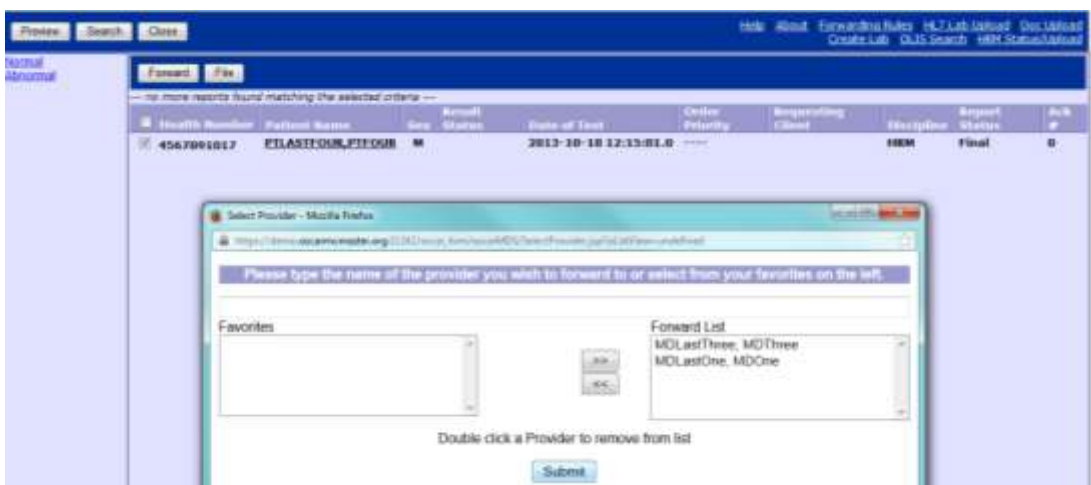 Preview Search Close
Help About Forwarding Rules HL7 Lab Upload Doc Upload
Create Lab OLIS Search HRM Status/Upload
Normal
Abnormal
Forward File
--- no more reports found matching the selected criteria ---
Health Number Patient Name Sex Result Status Date of Test Order Priority Requesting Client Discipline Report Status Ack #
4567891017 PTLASTFOUR,PTFOUR M 2013-10-18 12:15:01.0 ---- HRM Final 0
Select Provider - Mozilla Firefox
Please type the name of the provider you wish to forward to or select from your favorites on the left.
Favorites
Forward List
MDLastThree, MDThree
MDLastOne, MDOne
>>
<<
Double click a Provider to remove from list
Submit